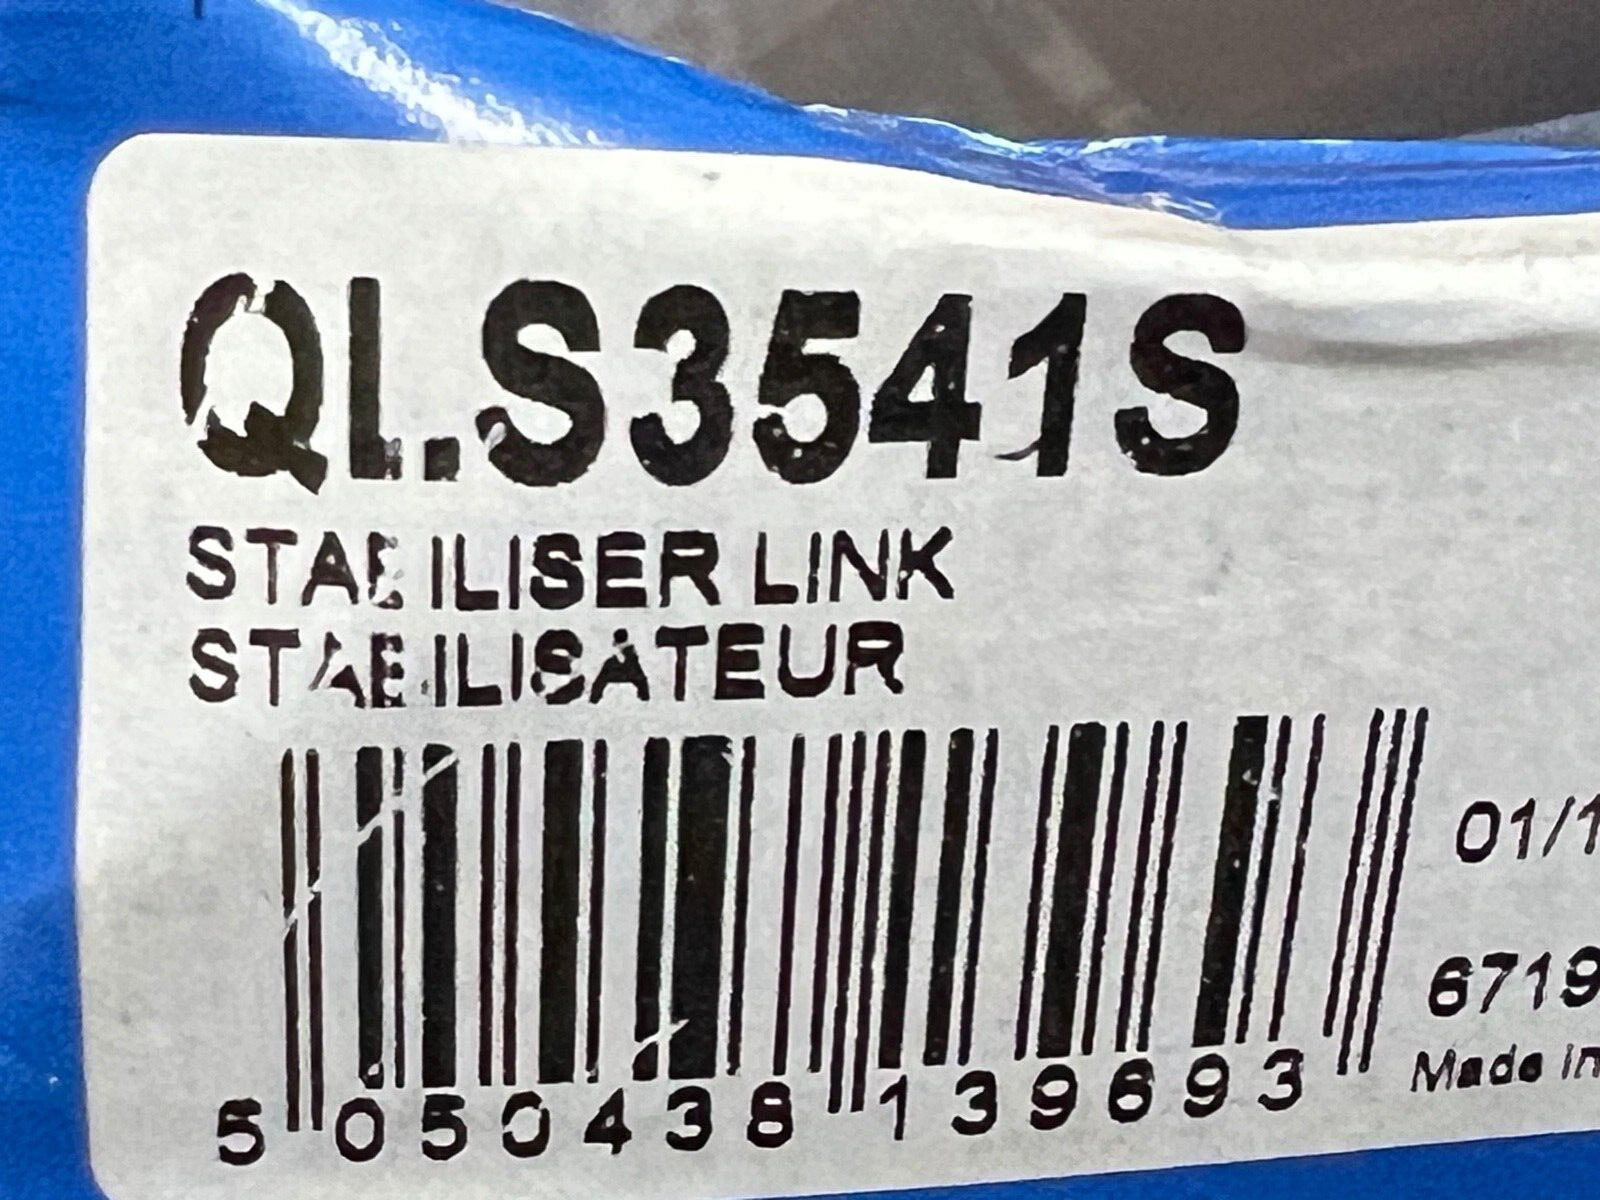 QLS3541S
STABILISER LINK
STABILISATEUR
01/1
6719
Made in
5 050438 139693